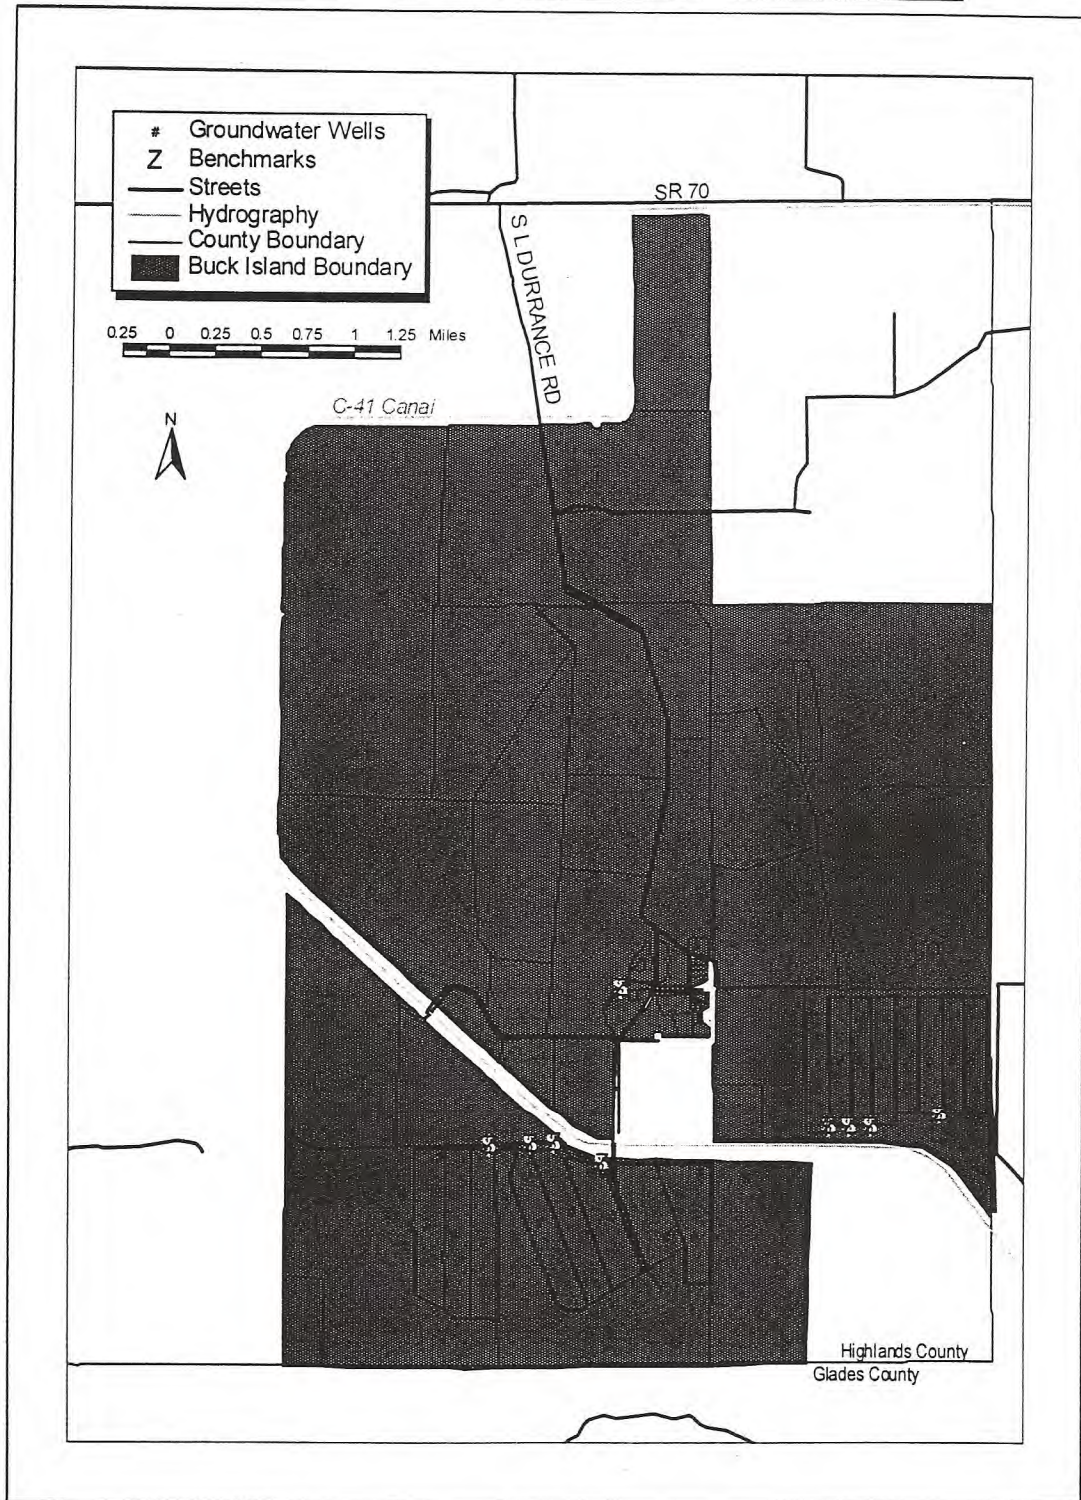 # Groundwater Wells
Z Benchmarks
Streets
Hydrography
County Boundary
Buck Island Boundary
SR 70
S L DURRANCE RD
0.25 0 0.25 0.5 0.75 1 1.25 Miles
C-41 Canal
N
Highlands County
Glades County